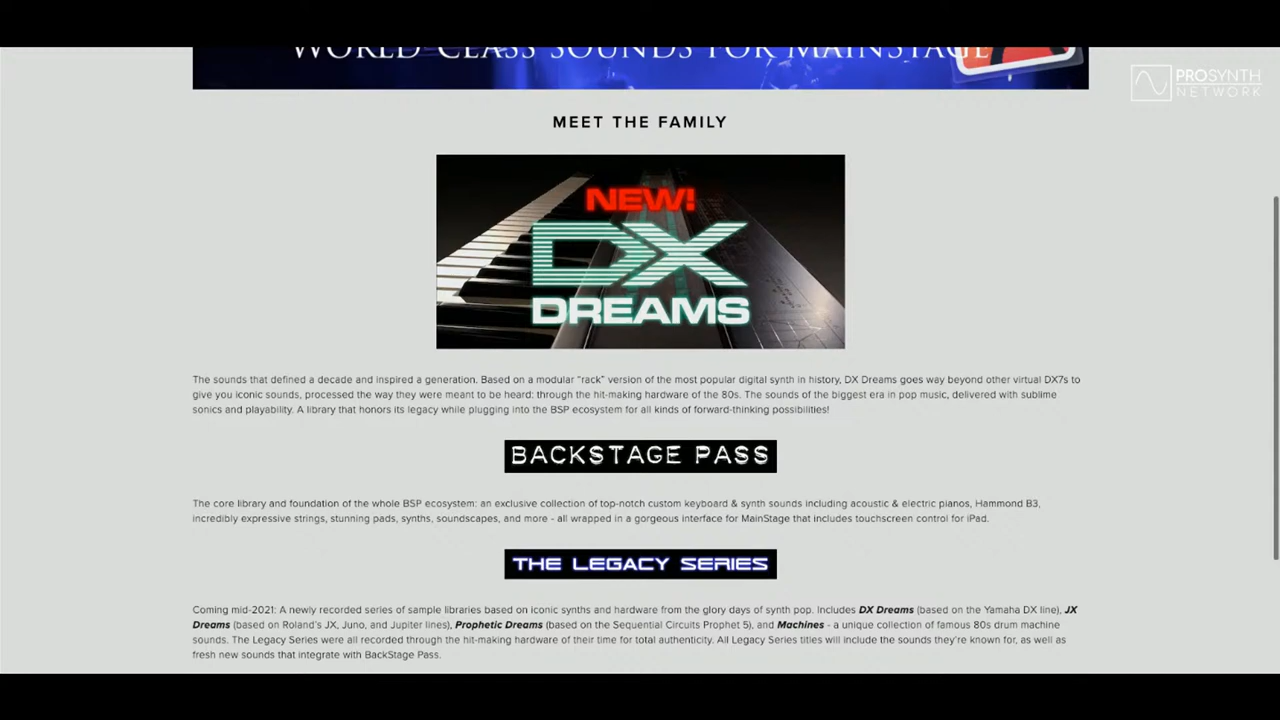 WORLD-CLASS SOUNDS FOR MAINSTAGE
PROSYNTH
NETWORK
MEET THE FAMILY
NEW!
DX
DREAMS
The sounds that defined a decade and inspired a generation. Based on a modular “rack” version of the most popular digital synth in history, DX Dreams goes way beyond other virtual DX7s to
give you iconic sounds, processed the way they were meant to be heard: through the hit-making hardware of the 80s. The sounds of the biggest era in pop music, delivered with sublime
sonics and playability. A library that honors its legacy while plugging into the BSP ecosystem for all kinds of forward-thinking possibilities!
BACKSTAGE PASS
The core library and foundation of the whole BSP ecosystem: an exclusive collection of top-notch custom keyboard & synth sounds including acoustic & electric pianos, Hammond B3,
incredibly expressive strings, stunning pads, synths, soundscapes, and more - all wrapped in a gorgeous interface for MainStage that includes touchscreen control for iPad.
THE LEGACY SERIES
Coming mid-2021: A newly recorded series of sample libraries based on iconic synths and hardware from the glory days of synth pop. Includes DX Dreams (based on the Yamaha DX line), JX
Dreams (based on Roland's JX, Juno, and Jupiter lines), Prophetic Dreams (based on the Sequential Circuits Prophet 5), and Machines - a unique collection of famous 80s drum machine
sounds. The Legacy Series were all recorded through the hit-making hardware of their time for total authenticity. All Legacy Series titles will include the sounds they're known for, as well as
fresh new sounds that integrate with BackStage Pass.